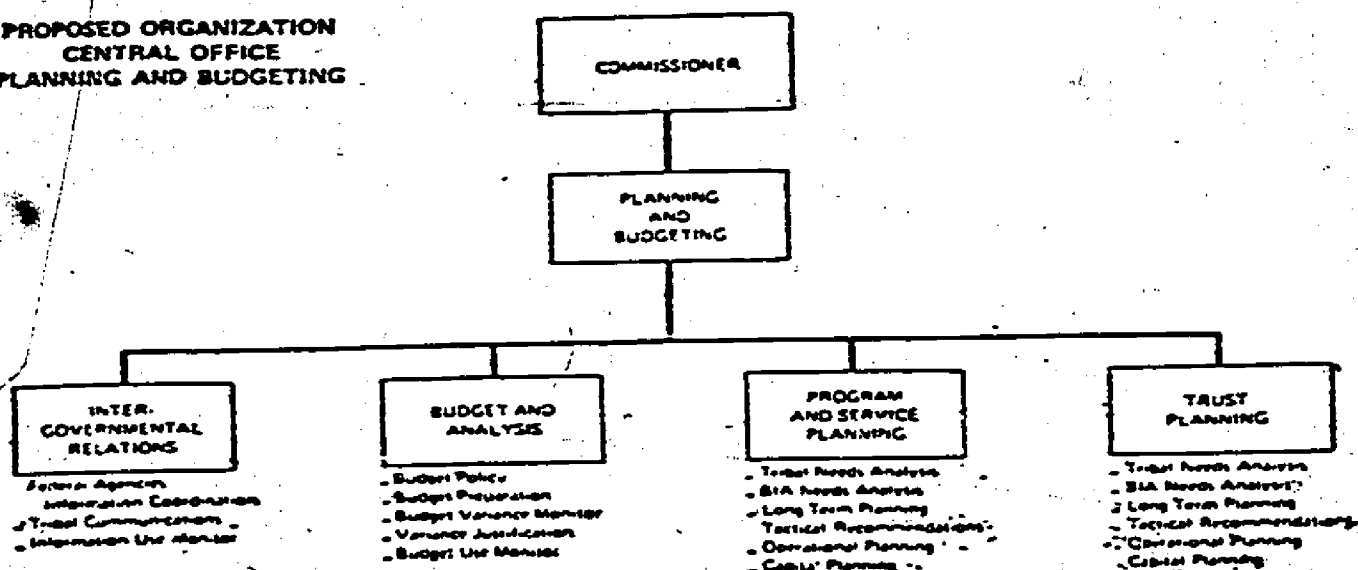 PROPOSED ORGANIZATION
CENTRAL OFFICE
PLANNING AND BUDGETING
COMMISSIONER
PLANNING
AND
BUDGETING
INTER-
GOVERNMENTAL
RELATIONS
- Federal Agencies
Information Coordination
- Tribal Communications
- Information Use Monitor
BUDGET AND
ANALYSIS
- Budget Policy
- Budget Preparation
- Budget Variance Monitor
- Variance Justification
- Budget Use Monitor
PROGRAM
AND SERVICE
PLANNING
- Tribal Needs Analysis
- BIA Needs Analysis
- Long Term Planning
Tactical Recommendations
- Operational Planning
- Capital Planning
TRUST
PLANNING
- Tribal Needs Analysis
- BIA Needs Analysis
- Long Term Planning
- Tactical Recommendations
- Operational Planning
- Capital Planning